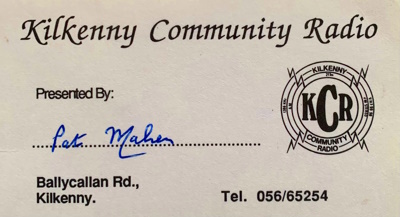 Kilkenny Community Radio
Presented By:
Pat Maher
KILKENNY
KCR
COMMUNITY
RADIO
Ballycallan Rd.,
Kilkenny.
Tel. 056/65254